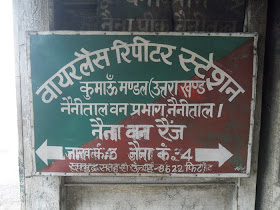 वायरलैस रिपीटर स्टेशन
कुमाऊँ मण्डल (उत्तरा खण्ड
नैनीताल वन प्रभाग, नैनीताल।
नैना वन रेंज
समुद्र सतह से ऊँचाई - 8622 फिट